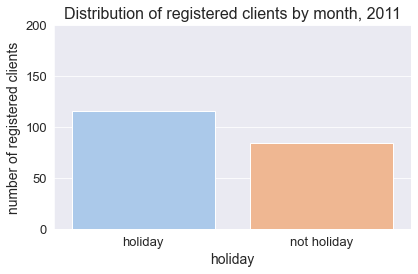 Distribution of registered clients by month, 2011
number of registered clients
200
150
100
50
0
holiday
not holiday
holiday